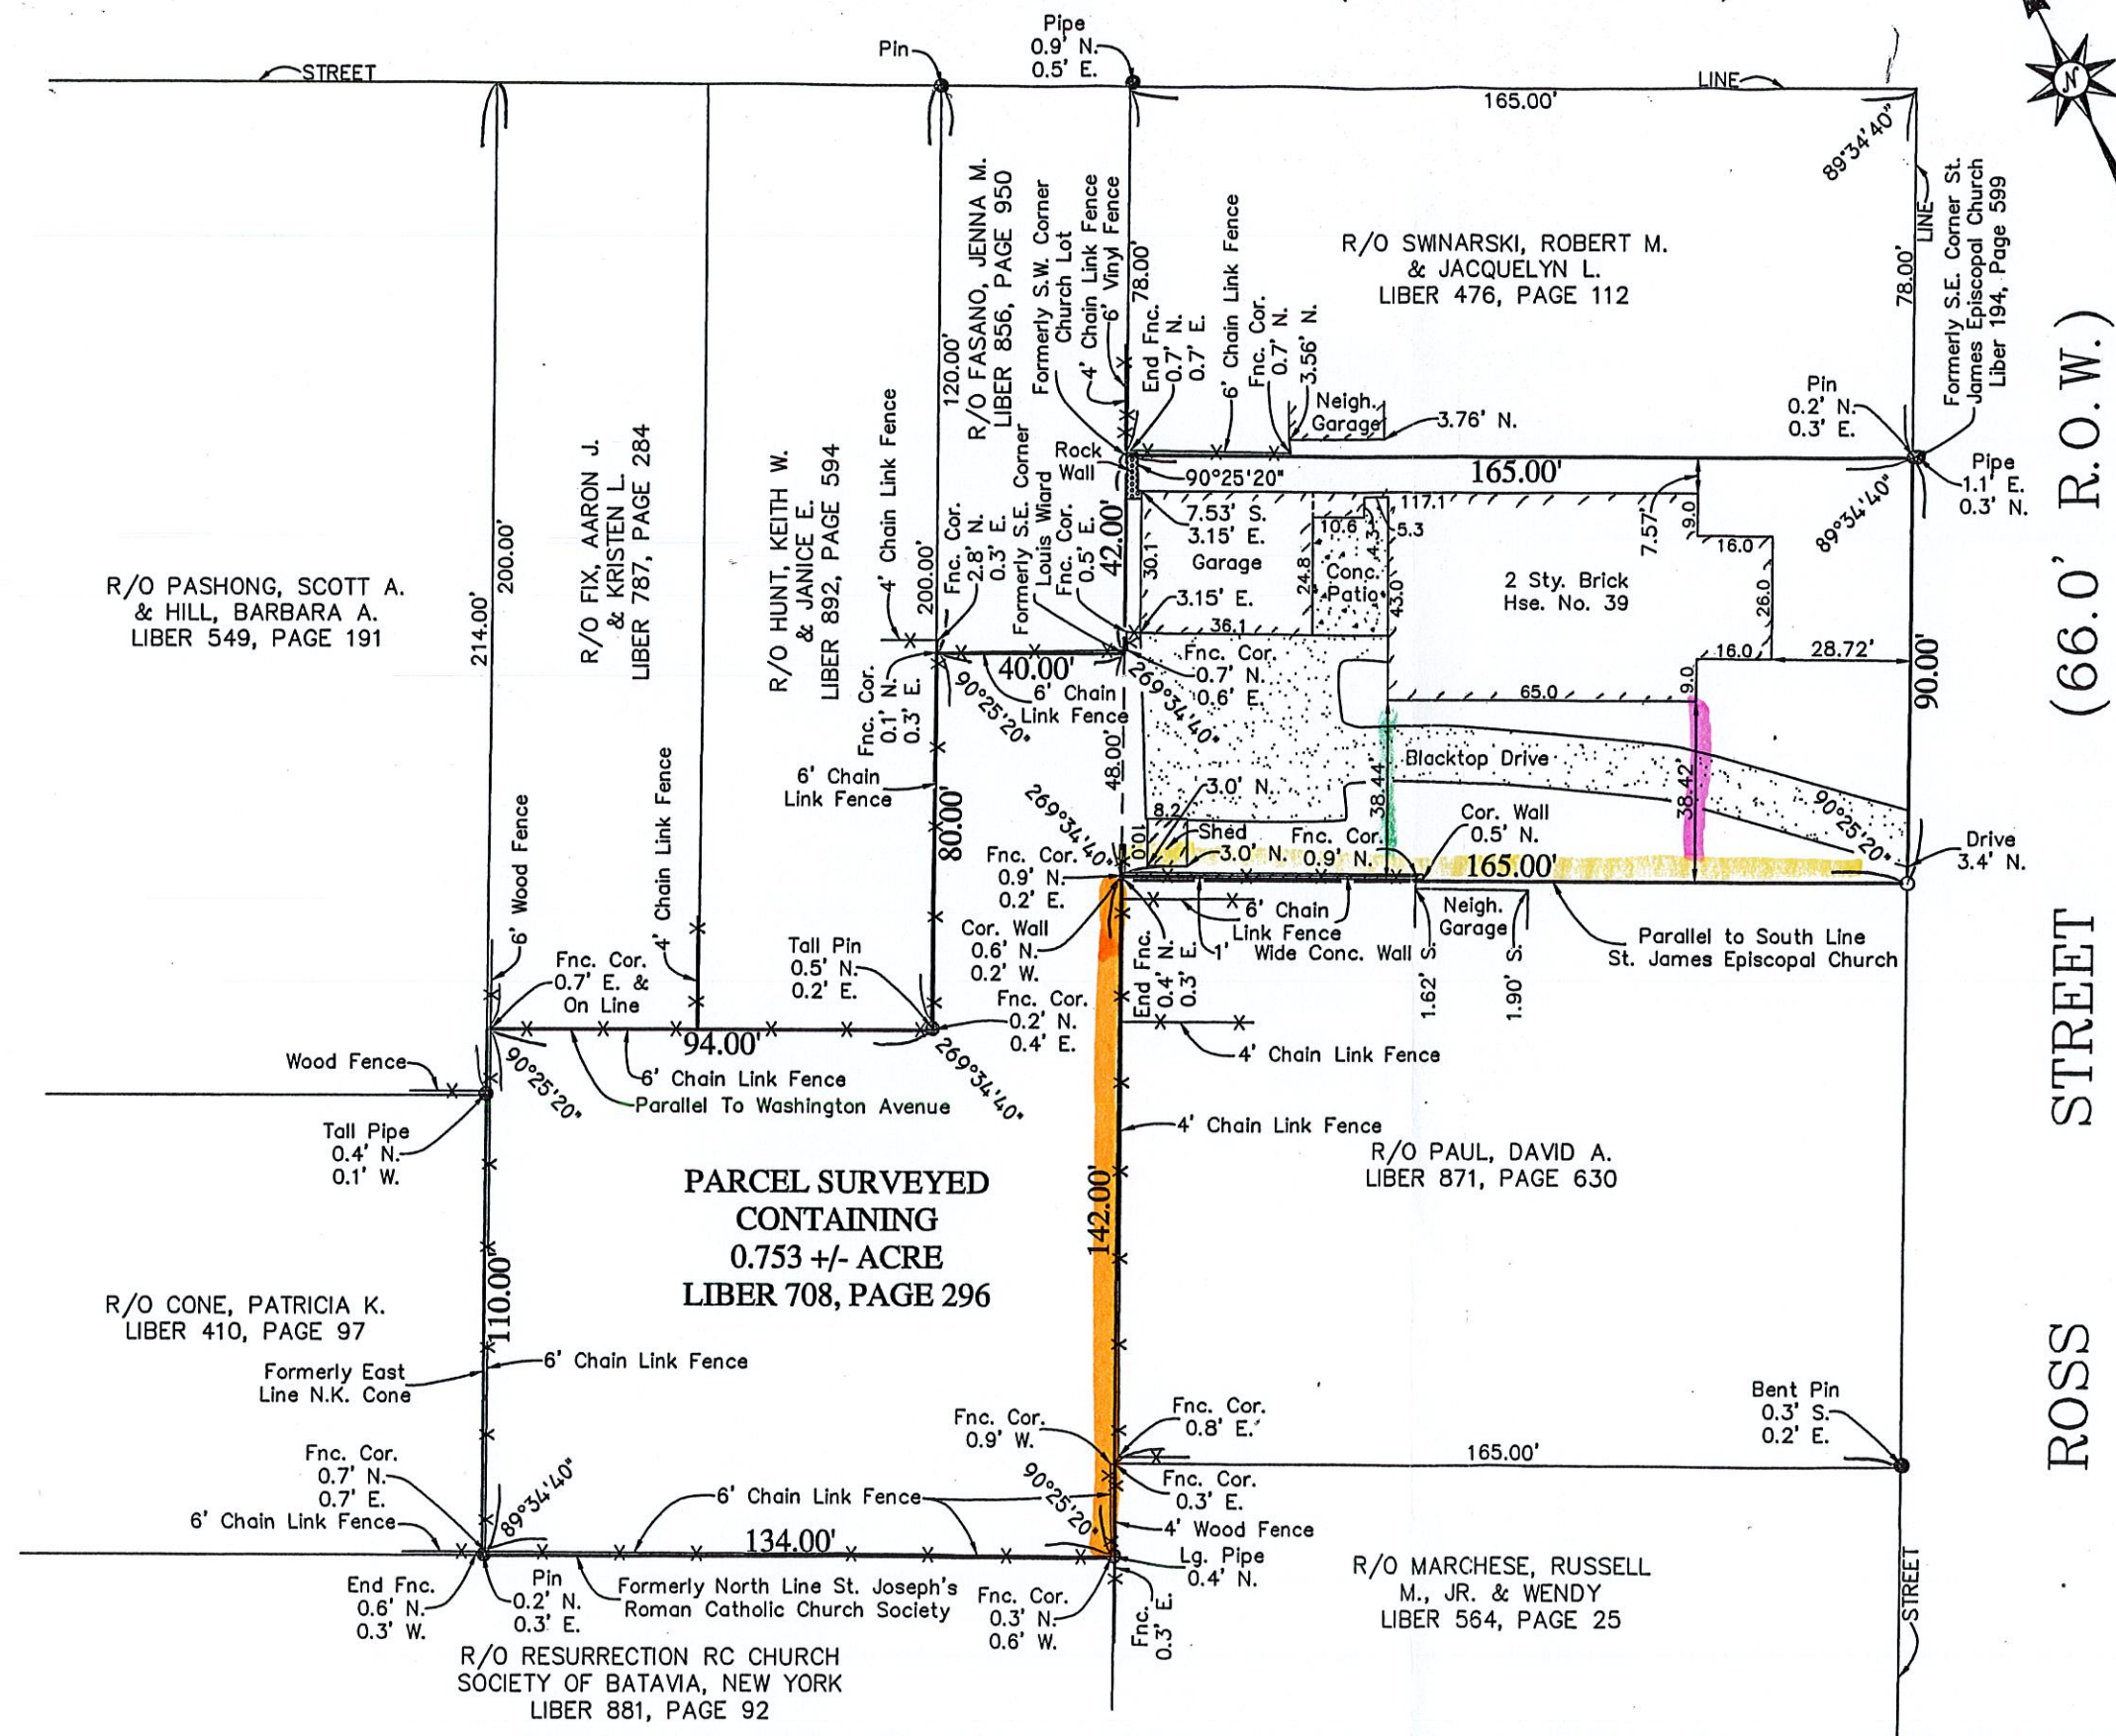 Pipe
0.9' N.
0.5' E.
Pin
STREET
LINE
165.00'
N
89°34'40"
LINE
78.00'
Formerly S.E. Corner St.
James Episcopal Church
Liber 194, Page 599
R/O SWINARSKI, ROBERT M.
& JACQUELYN L.
LIBER 476, PAGE 112
R/O FASANO, JENNA M.
LIBER 856, PAGE 950
120.00'
Formerly S.W. Corner
Church Lot
4' Chain Link Fence
6' Vinyl Fence
78.00'
End Fnc.
0.7' N.
0.7' E.
6' Chain Link Fence
Fnc. Cor.
0.7' N.
3.56' N.
Neigh.
Garage
3.76' N.
Pin
0.2' N.
0.3' E.
Pipe
1.1' E.
0.3' N.
Rock
Wall
90°25'20"
165.00'
89°34'40"
R/O PASHONG, SCOTT A.
& HILL, BARBARA A.
LIBER 549, PAGE 191
214.00'
200.00'
R/O FIX, AARON J.
& KRISTEN L.
LIBER 787, PAGE 284
R/O HUNT, KEITH W.
& JANICE E.
LIBER 892, PAGE 594
4' Chain Link Fence
200.00'
Fnc. Cor.
2.8' N.
0.3' E.
Formerly S.E. Corner
Louis Wiard
Fnc. Cor.
0.5' E.
42.00'
7.53' S.
3.15' E.
Garage
30.1
3.15' E.
36.1
10.6
4.3
5.3
117.1
24.8
Conc.
Patio
43.0
2 Sty. Brick
Hse. No. 39
7.57'
9.0
16.0
26.0
16.0
28.72'
9.0
65.0
90.00'
Fnc. Cor.
0.1' N.
0.3' E.
40.00'
90°25'20"
6' Chain
Link Fence
Fnc. Cor.
0.7' N.
0.6' E.
269°34'40"
6' Chain
Link Fence
80.00'
48.00'
269°34'40"
38.44'
Blacktop Drive
38.42'
90°25'20"
3.0' N.
8.2
10.0
Shed
3.0' N.
Fnc. Cor.
0.9' N.
Cor. Wall
0.5' N.
165.00'
Drive
3.4' N.
Fnc. Cor.
0.9' N.
0.2' E.
Cor. Wall
0.6' N.
0.2' W.
End Fnc.
0.4' N.
0.3' E.
6' Chain
Link Fence
1' Wide Conc. Wall
Neigh.
Garage
1.62' S.
1.90' S.
Parallel to South Line
St. James Episcopal Church
6' Wood Fence
4' Chain Link Fence
Fnc. Cor.
0.7' E. &
On Line
Tall Pin
0.5' N.
0.2' E.
Fnc. Cor.
0.2' N.
0.4' E.
94.00'
90°25'20"
269°34'40"
6' Chain Link Fence
Parallel To Washington Avenue
Wood Fence
Tall Pipe
0.4' N.
0.1' W.
4' Chain Link Fence
4' Chain Link Fence
R/O PAUL, DAVID A.
LIBER 871, PAGE 630
PARCEL SURVEYED
CONTAINING
0.753 +/- ACRE
LIBER 708, PAGE 296
142.00'
110.00'
R/O CONE, PATRICIA K.
LIBER 410, PAGE 97
Formerly East
Line N.K. Cone
6' Chain Link Fence
Fnc. Cor.
0.9' W.
Fnc. Cor.
0.8' E.
165.00'
Bent Pin
0.3' S.
0.2' E.
Fnc. Cor.
0.3' E.
90°25'20"
4' Wood Fence
Lg. Pipe
0.4' N.
Fnc. Cor.
0.7' N.
0.7' E.
6' Chain Link Fence
89°34'40"
6' Chain Link Fence
134.00'
End Fnc.
0.6' N.
0.3' W.
Pin
0.2' N.
0.3' E.
Formerly North Line St. Joseph's
Roman Catholic Church Society
Fnc. Cor.
0.3' N.
0.6' W.
Fnc.
0.3' E.
R/O MARCHESE, RUSSELL
M., JR. & WENDY
LIBER 564, PAGE 25
R/O RESURRECTION RC CHURCH
SOCIETY OF BATAVIA, NEW YORK
LIBER 881, PAGE 92
STREET
ROSS STREET (66.0' R.O.W.)